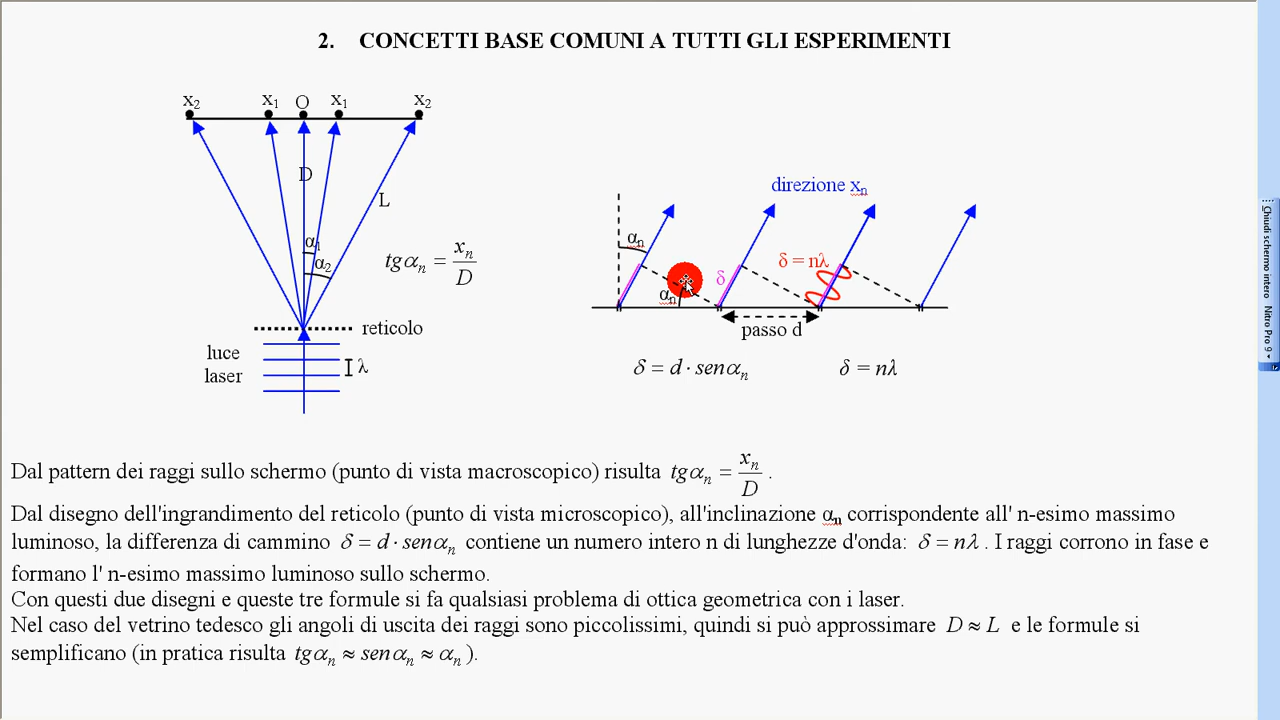 2. CONCETTI BASE COMUNI A TUTTI GLI ESPERIMENTI
x₂ x₁ O x₁ x₂
D
L
α₁
α₂
tgαₙ = xₙ/D
reticolo
luce
laser
λ
direzione xₙ
αₙ
δ = nλ
δ
αₙ
passo d
δ = d · senαₙ δ = nλ
Dal pattern dei raggi sullo schermo (punto di vista macroscopico) risulta tgαₙ = xₙ/D .
Dal disegno dell'ingrandimento del reticolo (punto di vista microscopico), all'inclinazione αₙ corrispondente all' n-esimo massimo
luminoso, la differenza di cammino δ = d · senαₙ contiene un numero intero n di lunghezze d'onda: δ = nλ . I raggi corrono in fase e
formano l' n-esimo massimo luminoso sullo schermo.
Con questi due disegni e queste tre formule si fa qualsiasi problema di ottica geometrica con i laser.
Nel caso del vetrino tedesco gli angoli di uscita dei raggi sono piccolissimi, quindi si può approssimare D ≈ L e le formule si
semplificano (in pratica risulta tgαₙ ≈ senαₙ ≈ αₙ ).
Chiudi schermo intero
Nitro Pro 9